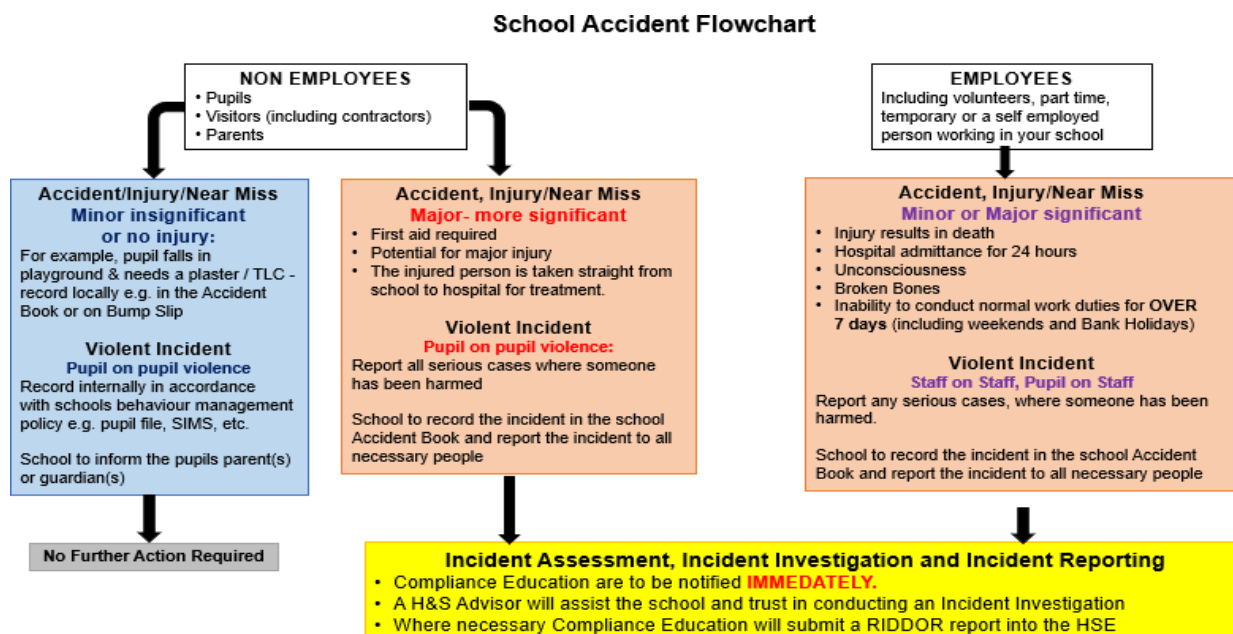 School Accident Flowchart
NON EMPLOYEES
• Pupils
• Visitors (including contractors)
• Parents
EMPLOYEES
Including volunteers, part time,
temporary or a self employed
person working in your school
Accident/Injury/Near Miss
Minor insignificant
or no injury:
For example, pupil falls in
playground & needs a plaster / TLC -
record locally e.g. in the Accident
Book or on Bump Slip
Violent Incident
Pupil on pupil violence
Record internally in accordance
with schools behaviour management
policy e.g. pupil file, SIMS, etc.
School to inform the pupils parent(s)
or guardian(s)
No Further Action Required
Accident, Injury/Near Miss
Major- more significant
• First aid required
• Potential for major injury
• The injured person is taken straight from
school to hospital for treatment.
Violent Incident
Pupil on pupil violence:
Report all serious cases where someone
has been harmed
School to record the incident in the school
Accident Book and report the incident to all
necessary people
Accident, Injury/Near Miss
Minor or Major significant
• Injury results in death
• Hospital admittance for 24 hours
• Unconsciousness
• Broken Bones
• Inability to conduct normal work duties for OVER
7 days (including weekends and Bank Holidays)
Violent Incident
Staff on Staff, Pupil on Staff
Report any serious cases, where someone has been
harmed.
School to record the incident in the school Accident
Book and report the incident to all necessary people
Incident Assessment, Incident Investigation and Incident Reporting
• Compliance Education are to be notified IMMEDIATELY.
• A H&S Advisor will assist the school and trust in conducting an Incident Investigation
• Where necessary Compliance Education will submit a RIDDOR report into the HSE